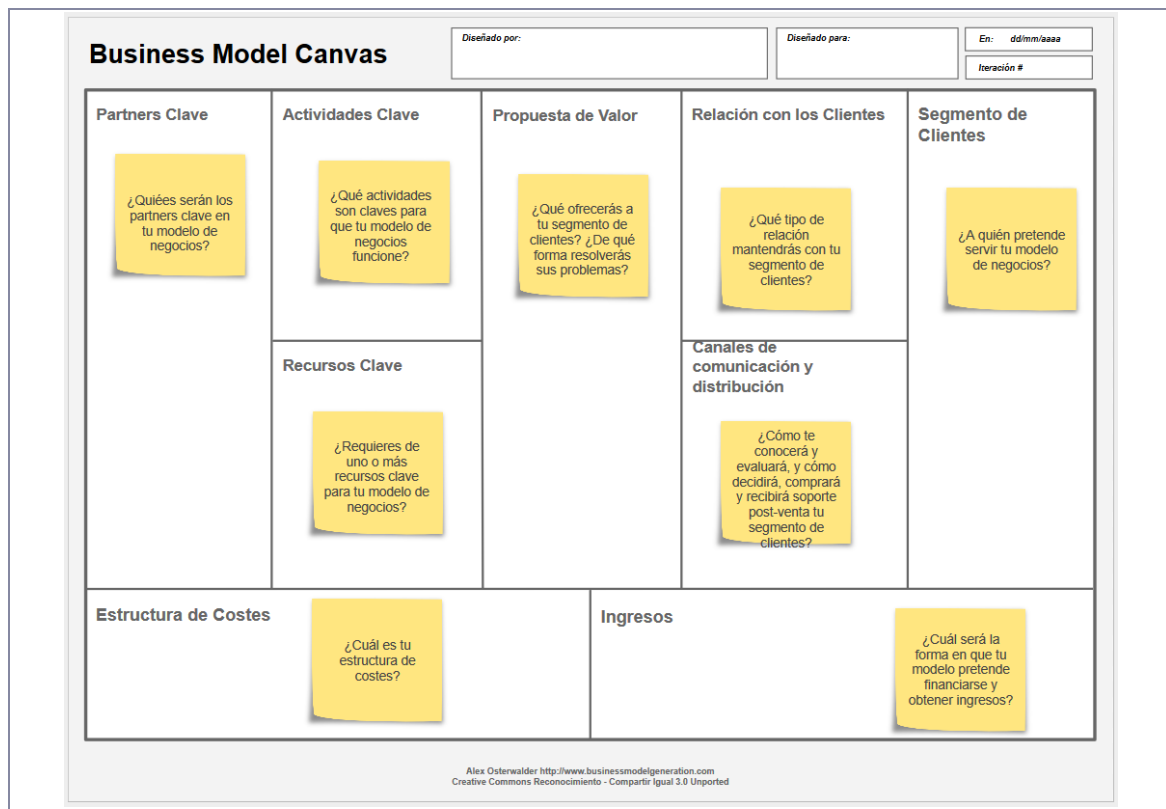 Business Model Canvas
Diseñado por:
Diseñado para:
En: dd/mm/aaaa
Iteración #
Partners Clave
¿Quiées serán los
partners clave en
tu modelo de
negocios?
Actividades Clave
¿Qué actividades
son claves para
que tu modelo de
negocios
funcione?
Recursos Clave
¿Requieres de
uno o más
recursos clave
para tu modelo de
negocios?
Propuesta de Valor
¿Qué ofrecerás a
tu segmento de
clientes? ¿De qué
forma resolverás
sus problemas?
Relación con los Clientes
¿Qué tipo de
relación
mantendrás con tu
segmento de
clientes?
Canales de
comunicación y
distribución
¿Cómo te
conocerá y
evaluará, y cómo
decidirá, comprará
y recibirá soporte
post-venta tu
segmento de
clientes?
Segmento de
Clientes
¿A quién pretende
servir tu modelo
de negocios?
Estructura de Costes
¿Cuál es tu
estructura de
costes?
Ingresos
¿Cuál será la
forma en que tu
modelo pretende
financiarse y
obtener ingresos?
Alex Osterwalder http://www.businessmodelgeneration.com
Creative Commons Reconocimiento - Compartir Igual 3.0 Unported